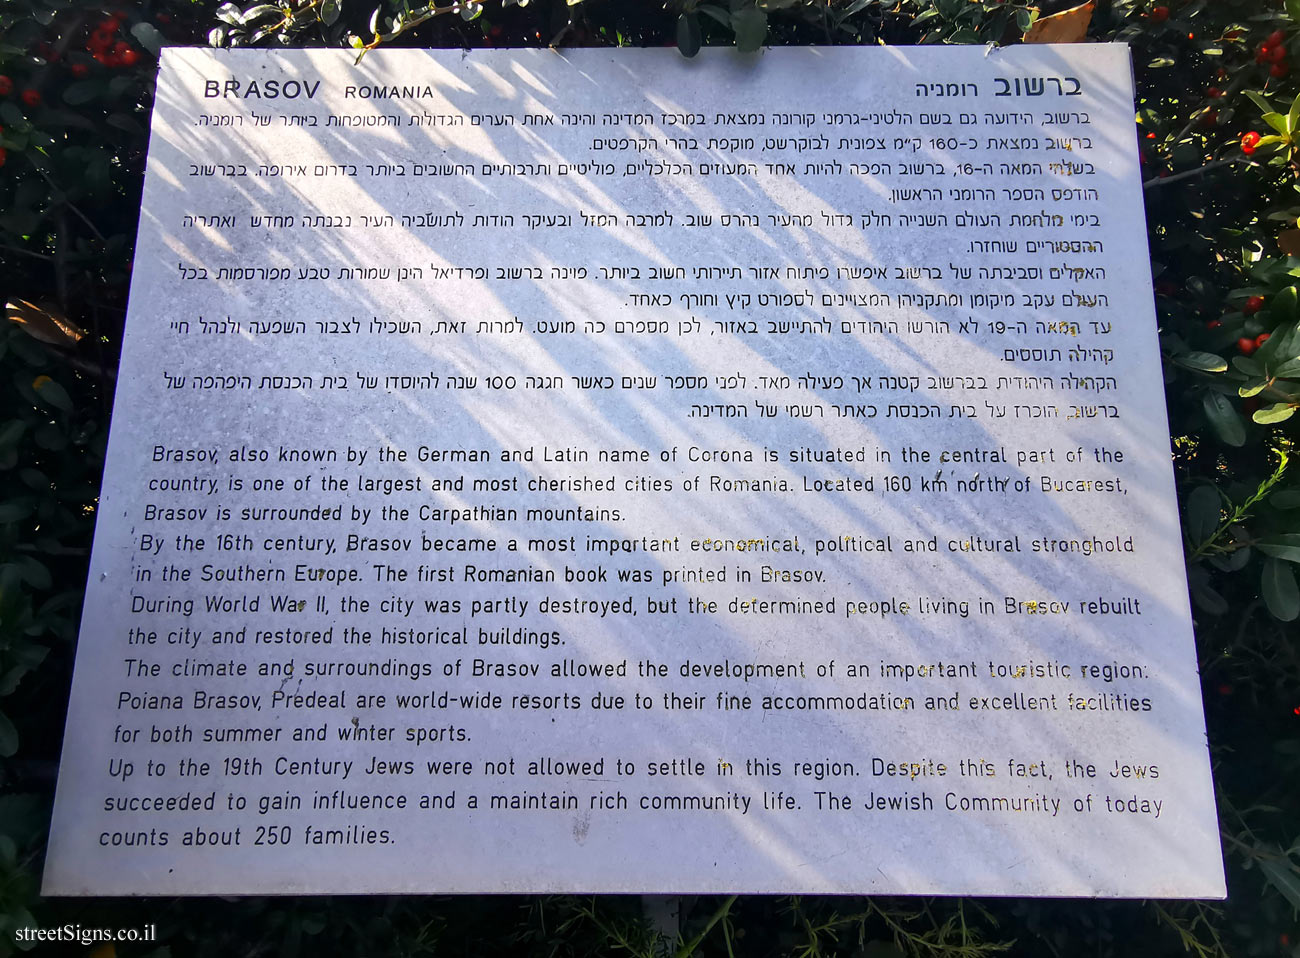 BRASOV ROMANIA
ברשוב רומניה
ברשוב, הידועה גם בשם הלטיני-גרמני קורונה נמצאת במרכז המדינה והינה אחת הערים הגדולות והמטופחות ביותר של רומניה.
ברשוב נמצאת כ-160 ק"מ צפונית לבוקרשט, מוקפת בהרי הקרפטים.
בשלהי המאה ה-16, ברשוב הפכה להיות אחד המעוזים הכלכליים, פוליטיים ותרבותיים החשובים ביותר בדרום אירופה. בברשוב
הודפס הספר הרומני הראשון.
בימי מלחמת העולם השנייה חלק גדול מהעיר נהרס שוב. למרבה המזל ובעיקר הודות לתושביה העיר נבנתה מחדש ואתריה
ההסטוריים שוחזרו.
האקלים וסביבתה של ברשוב איפשרו פיתוח אזור תיירותי חשוב ביותר. פוינה ברשוב ופרדיאל הינן שמורות טבע מפורסמות בכל
העולם עקב מיקומן ומתקניהן המצויינים לספורט קיץ וחורף כאחד.
עד המאה ה-19 לא הורשו היהודים להתיישב באזור, לכן מספרם כה מועט. למרות זאת, השכילו לצבור השפעה ולנהל חיי
קהילה תוססים.
הקהילה היהודית בברשוב קטנה אך פעילה מאד. לפני מספר שנים כאשר חגגה 100 שנה להיוסדו של בית הכנסת היפהפה של
ברשוב, הוכרז על בית הכנסת כאתר רשמי של המדינה.
Brasov, also known by the German and Latin name of Corona is situated in the central part of the
country, is one of the largest and most cherished cities of Romania. Located 160 km north of Bucarest,
Brasov is surrounded by the Carpathian mountains.
By the 16th century, Brasov became a most important economical, political and cultural stronghold
in the Southern Europe. The first Romanian book was printed in Brasov.
During World War II, the city was partly destroyed, but the determined people living in Brasov rebuilt
the city and restored the historical buildings.
The climate and surroundings of Brasov allowed the development of an important touristic region:
Poiana Brasov, Predeal are world-wide resorts due to their fine accommodation and excellent facilities
for both summer and winter sports.
Up to the 19th Century Jews were not allowed to settle in this region. Despite this fact, the Jews
succeeded to gain influence and a maintain rich community life. The Jewish Community of today
counts about 250 families.
streetSigns.co.il